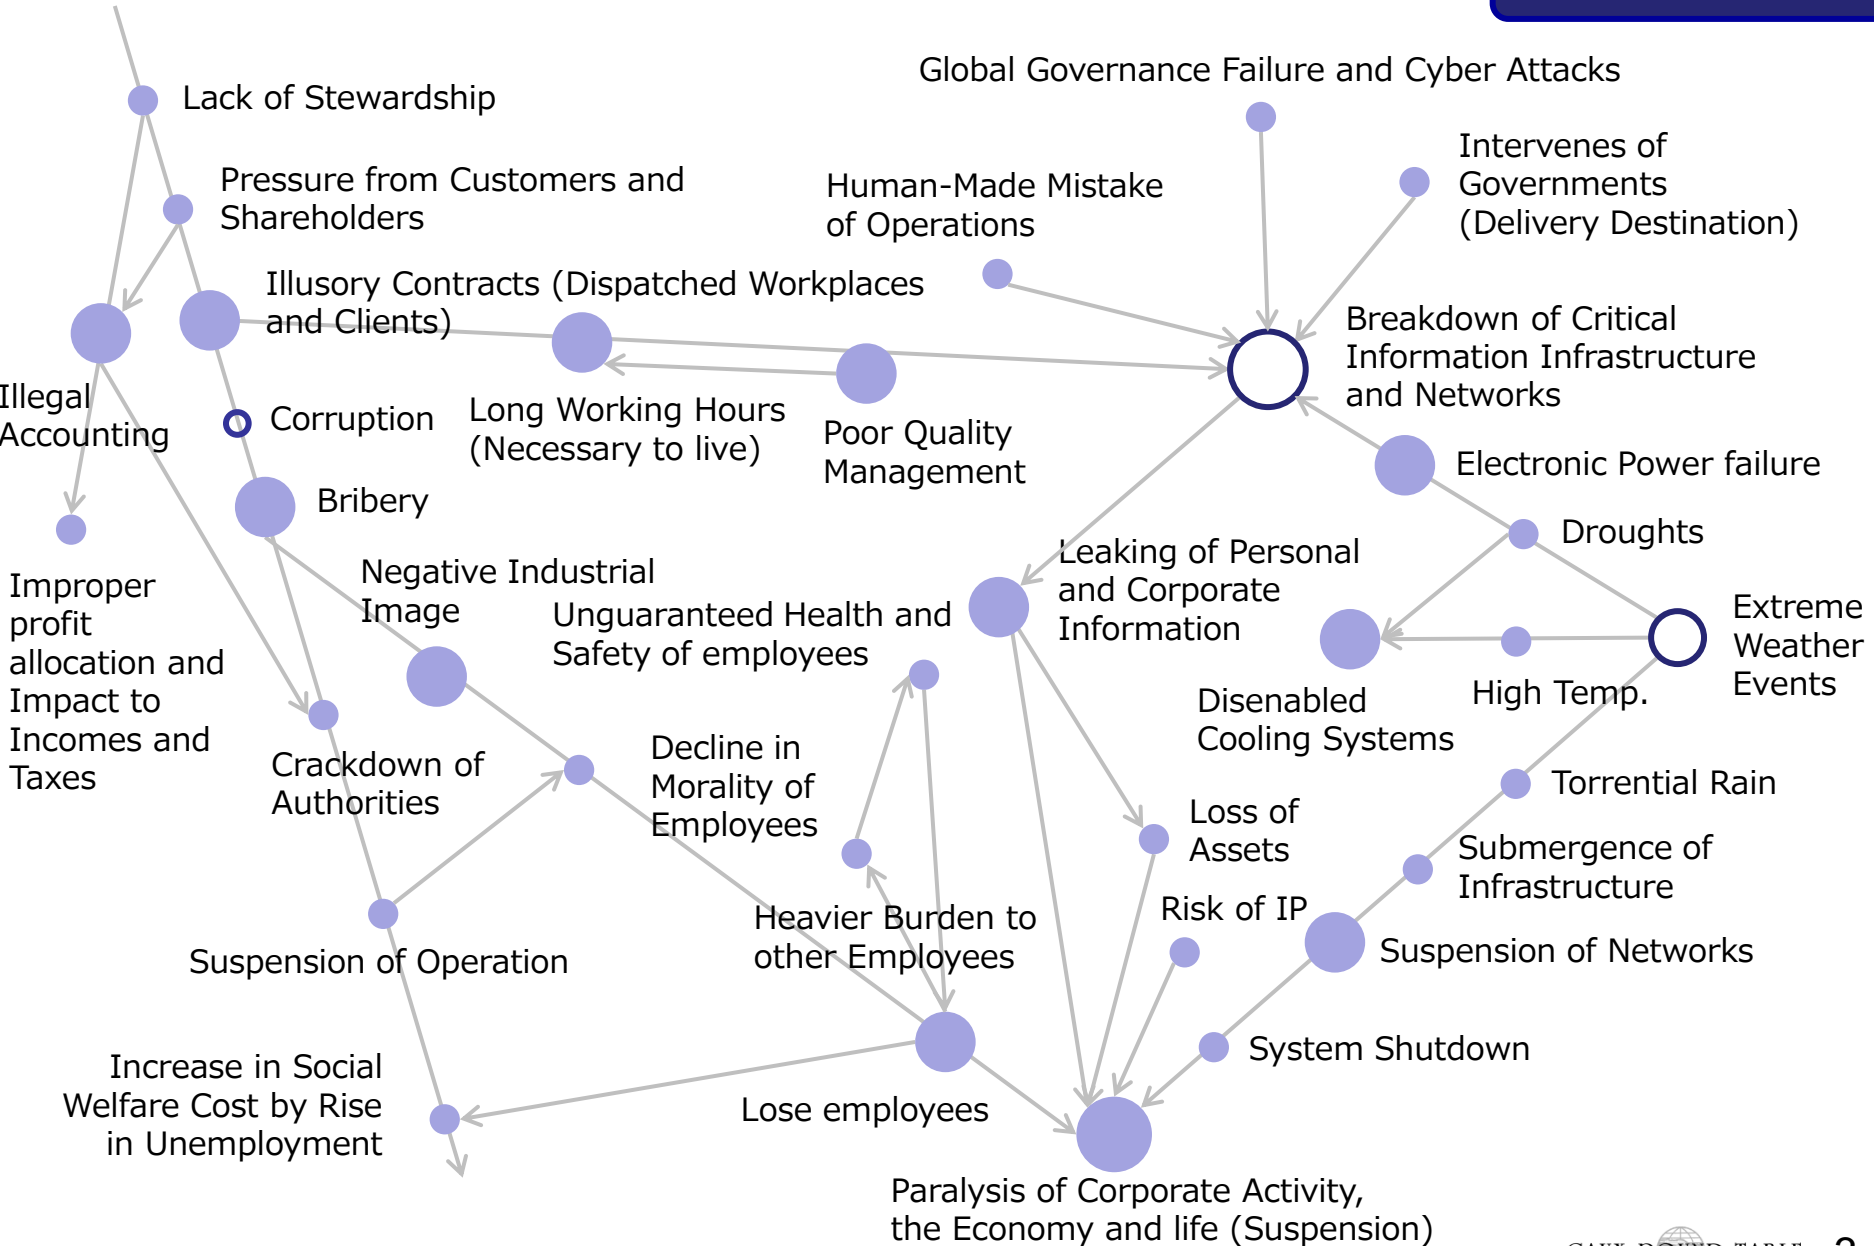 Lack of Stewardship
Global Governance Failure and Cyber Attacks
Pressure from Customers and
Shareholders
Human-Made Mistake
of Operations
Intervenes of
Governments
(Delivery Destination)
Illusory Contracts (Dispatched Workplaces
and Clients)
Breakdown of Critical
Information Infrastructure
and Networks
Illegal
Accounting
Corruption
Long Working Hours
(Necessary to live)
Poor Quality
Management
Electronic Power failure
Bribery
Droughts
Improper
profit
allocation and
Impact to
Incomes and
Taxes
Negative Industrial
Image
Unguaranteed Health and
Safety of employees
Leaking of Personal
and Corporate
Information
Extreme
Weather
Events
Disenabled
Cooling Systems
High Temp.
Crackdown of
Authorities
Decline in
Morality of
Employees
Loss of
Assets
Torrential Rain
Submergence of
Infrastructure
Heavier Burden to
other Employees
Risk of IP
Suspension of Networks
Suspension of Operation
System Shutdown
Increase in Social
Welfare Cost by Rise
in Unemployment
Lose employees
Paralysis of Corporate Activity,
the Economy and life (Suspension)